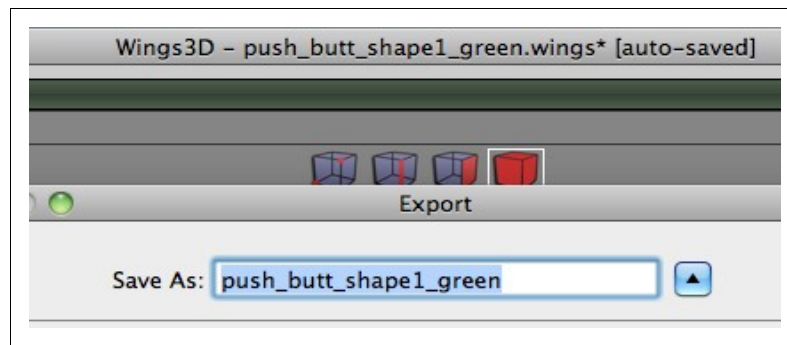 Wings3D – push_butt_shape1_green.wings* [auto-saved]
Export
Save As: push_butt_shape1_green